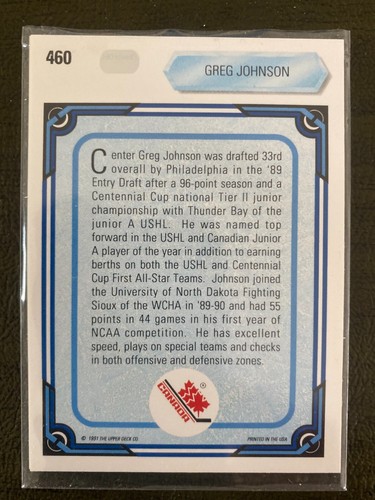 460
GREG JOHNSON
Center Greg Johnson was drafted 33rd
overall by Philadelphia in the '89
Entry Draft after a 96-point season and a
Centennial Cup national Tier II junior
championship with Thunder Bay of the
junior A USHL. He was named top
forward in the USHL and Canadian Junior
A player of the year in addition to earning
berths on both the USHL and Centennial
Cup First All-Star Teams. Johnson joined
the University of North Dakota Fighting
Sioux of the WCHA in '89-90 and had 55
points in 44 games in his first year of
NCAA competition. He has excellent
speed, plays on special teams and checks
in both offensive and defensive zones.
®
CANADA
© 1991 THE UPPER DECK CO.
PRINTED IN THE USA